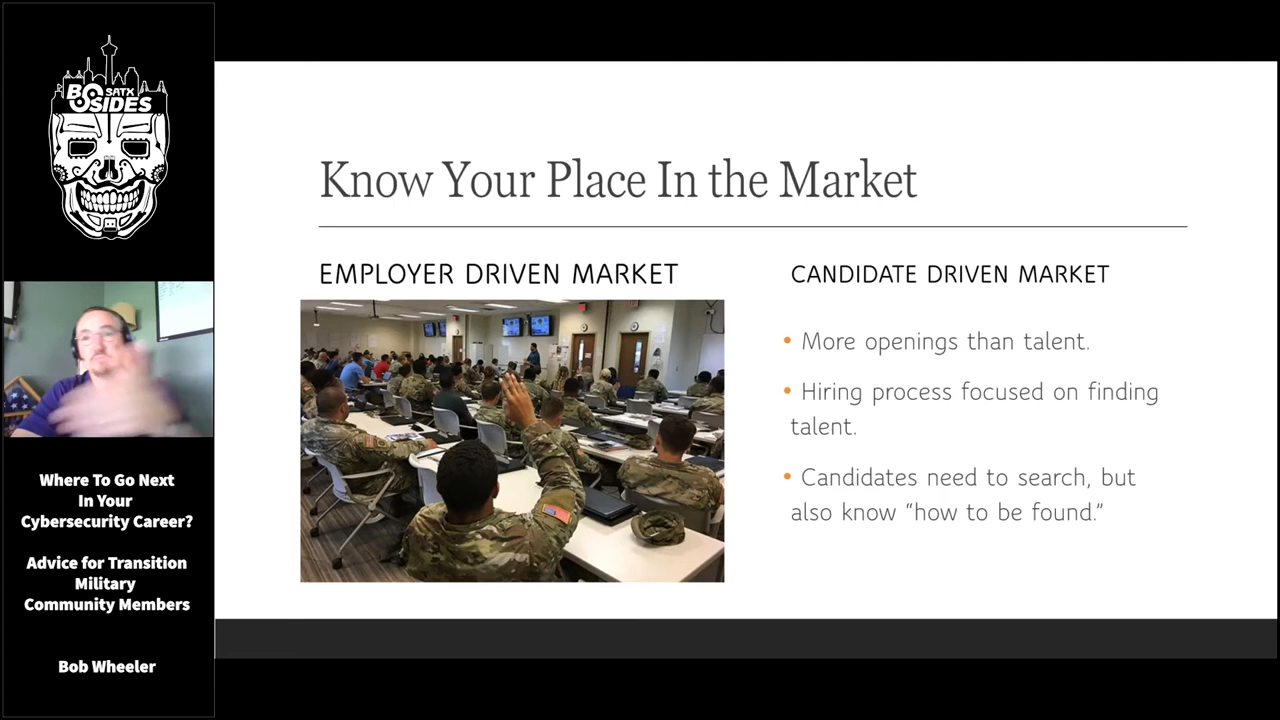 BSIDES
SATX
Where To Go Next
In Your
Cybersecurity Career?
Advice for Transition
Military
Community Members
Bob Wheeler
Know Your Place In the Market
EMPLOYER DRIVEN MARKET
CANDIDATE DRIVEN MARKET
• More openings than talent.
• Hiring process focused on finding
talent.
• Candidates need to search, but
also know “how to be found.”